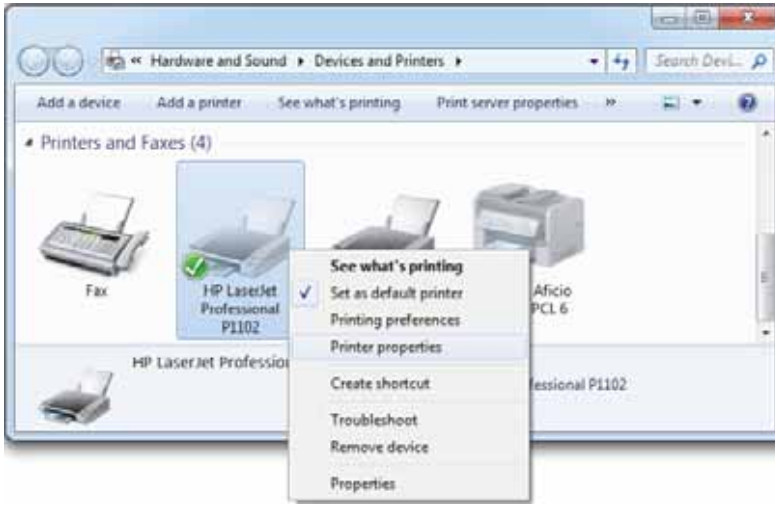 « Hardware and Sound ▸ Devices and Printers ▸
Search Devi...
Add a device Add a printer See what's printing Print server properties »
Printers and Faxes (4)
Fax
HP LaserJet
Professional
P1102
Aficio
PCL 6
See what's printing
Set as default printer
Printing preferences
Printer properties
Create shortcut
Troubleshoot
Remove device
Properties
HP LaserJet Profession
fessional P1102